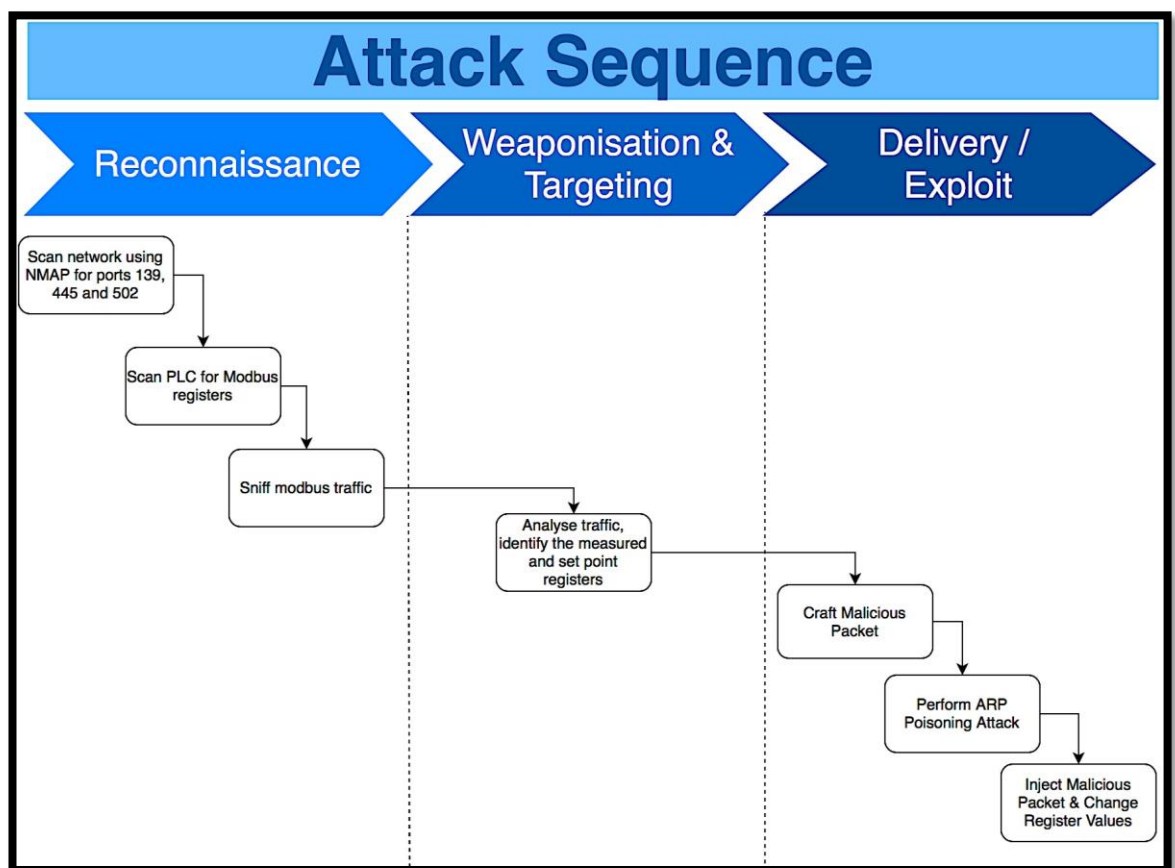 Attack Sequence
Reconnaissance
Weaponisation &
Targeting
Delivery /
Exploit
Scan network using
NMAP for ports 139,
445 and 502
Scan PLC for Modbus
registers
Sniff modbus traffic
Analyse traffic,
identify the measured
and set point
registers
Craft Malicious
Packet
Perform ARP
Poisoning Attack
Inject Malicious
Packet & Change
Register Values